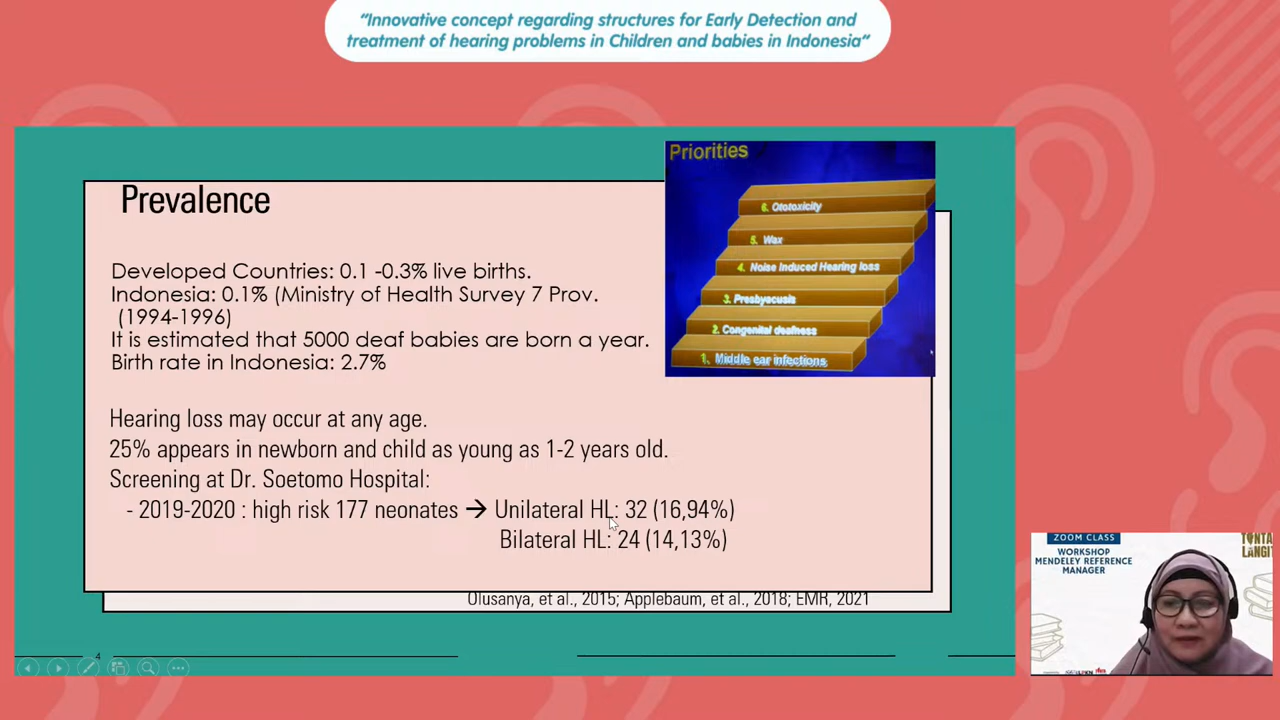 “Innovative concept regarding structures for Early Detection and
treatment of hearing problems in Children and babies in Indonesia“
Priorities
6. Ototoxicity
5. Wax
4. Noise Induced Hearing loss
3. Presbyacusis
2. Congenital deafness
1. Middle ear infections
Prevalence
Developed Countries: 0.1 -0.3% live births.
Indonesia: 0.1% (Ministry of Health Survey 7 Prov.
(1994-1996)
It is estimated that 5000 deaf babies are born a year.
Birth rate in Indonesia: 2.7%
Hearing loss may occur at any age.
25% appears in newborn and child as young as 1-2 years old.
Screening at Dr. Soetomo Hospital:
- 2019-2020 : high risk 177 neonates → Unilateral HL: 32 (16,94%)
Bilateral HL: 24 (14,13%)
Olusanya, et al., 2015; Applebaum, et al., 2018; EMR, 2021
4
ZOOM CLASS
WORKSHOP
MENDELEY REFERENCE
MANAGER